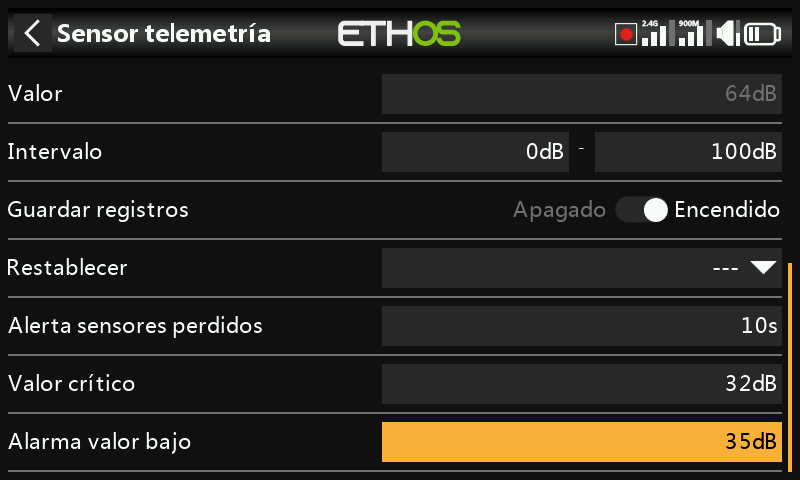 Sensor telemetría ETHOS 2.4G 900M
Valor 64dB
Intervalo 0dB - 100dB
Guardar registros Apagado Encendido
Restablecer ---
Alerta sensores perdidos 10s
Valor crítico 32dB
Alarma valor bajo 35dB